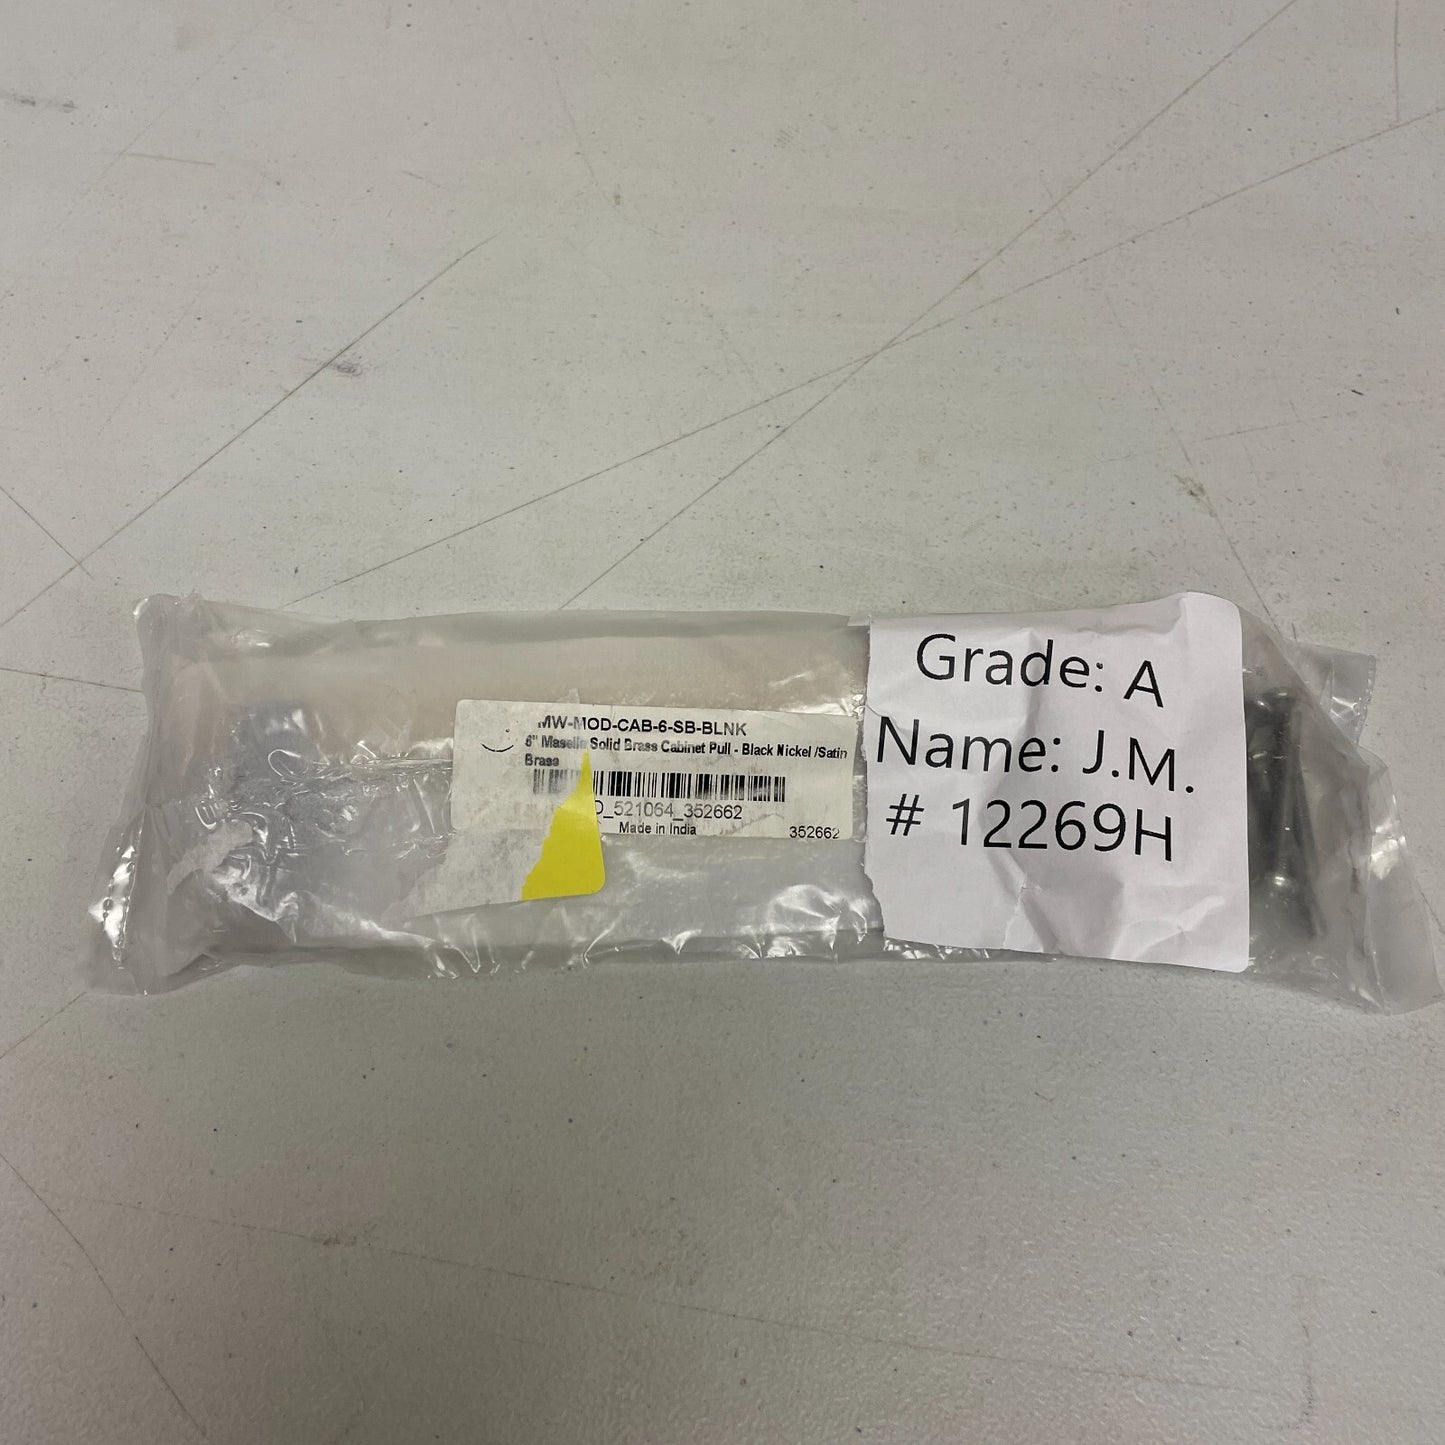 MW-MOD-CAB-6-SB-BLNK
6" Maselle Solid Brass Cabinet Pull - Black Nickel /Satin
Brass
D_521064_352662
Made in India 352662
Grade: A
Name: J.M.
# 12269H